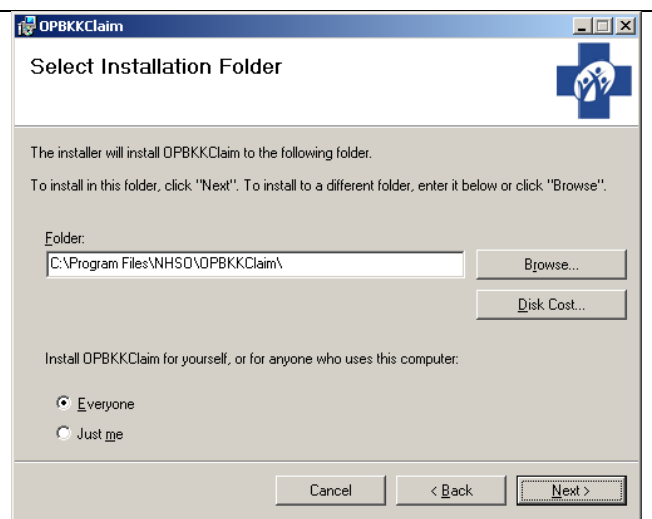 OPBKKClaim
Select Installation Folder
The installer will install OPBKKClaim to the following folder.
To install in this folder, click "Next". To install to a different folder, enter it below or click "Browse".
Folder:
C:\Program Files\NHSO\OPBKKClaim\
Browse...
Disk Cost...
Install OPBKKClaim for yourself, or for anyone who uses this computer:
Everyone
Just me
Cancel
< Back
Next >